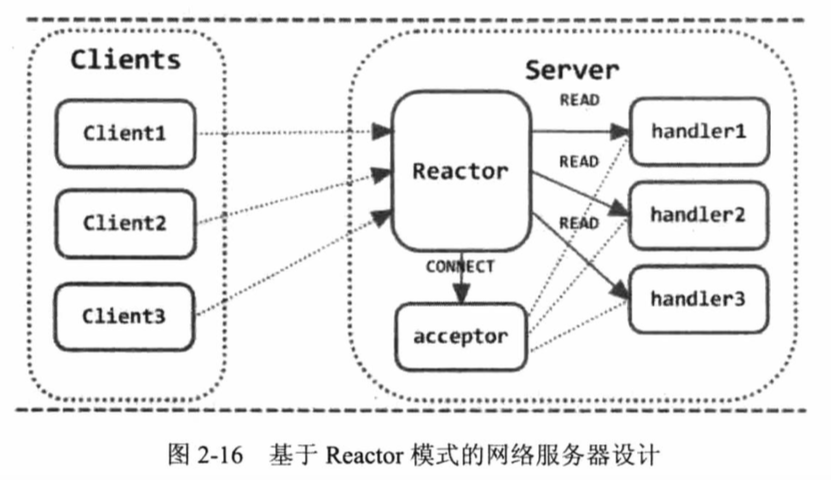 Clients
Server
Client1
Client2
Client3
Reactor
READ
READ
READ
CONNECT
acceptor
handler1
handler2
handler3
图 2-16 基于 Reactor 模式的网络服务器设计